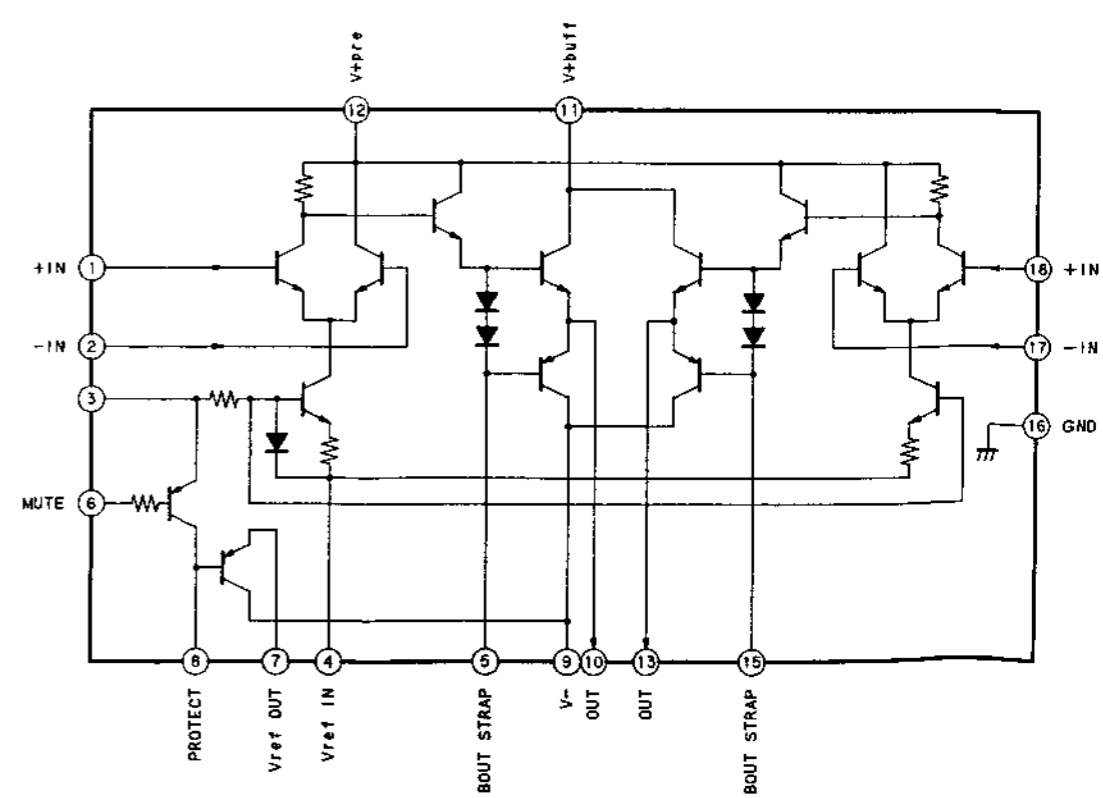 V+pre
V+buff
12
11
+IN 1
18 +IN
-IN 2
17 -IN
3
16 GND
MUTE 6
8 7 4 5 9 10 13 15
PROTECT
Vref OUT
Vref IN
BOUT STRAP
V-
OUT
OUT
BOUT STRAP